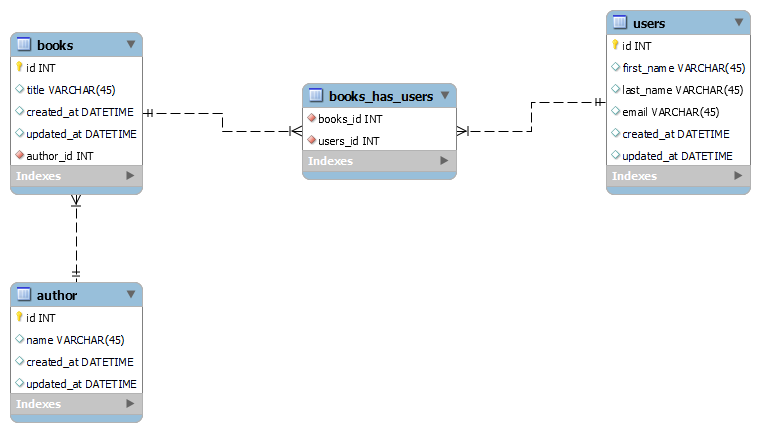 books
id INT
title VARCHAR(45)
created_at DATETIME
updated_at DATETIME
author_id INT
Indexes
books_has_users
books_id INT
users_id INT
Indexes
users
id INT
first_name VARCHAR(45)
last_name VARCHAR(45)
email VARCHAR(45)
created_at DATETIME
updated_at DATETIME
Indexes
author
id INT
name VARCHAR(45)
created_at DATETIME
updated_at DATETIME
Indexes